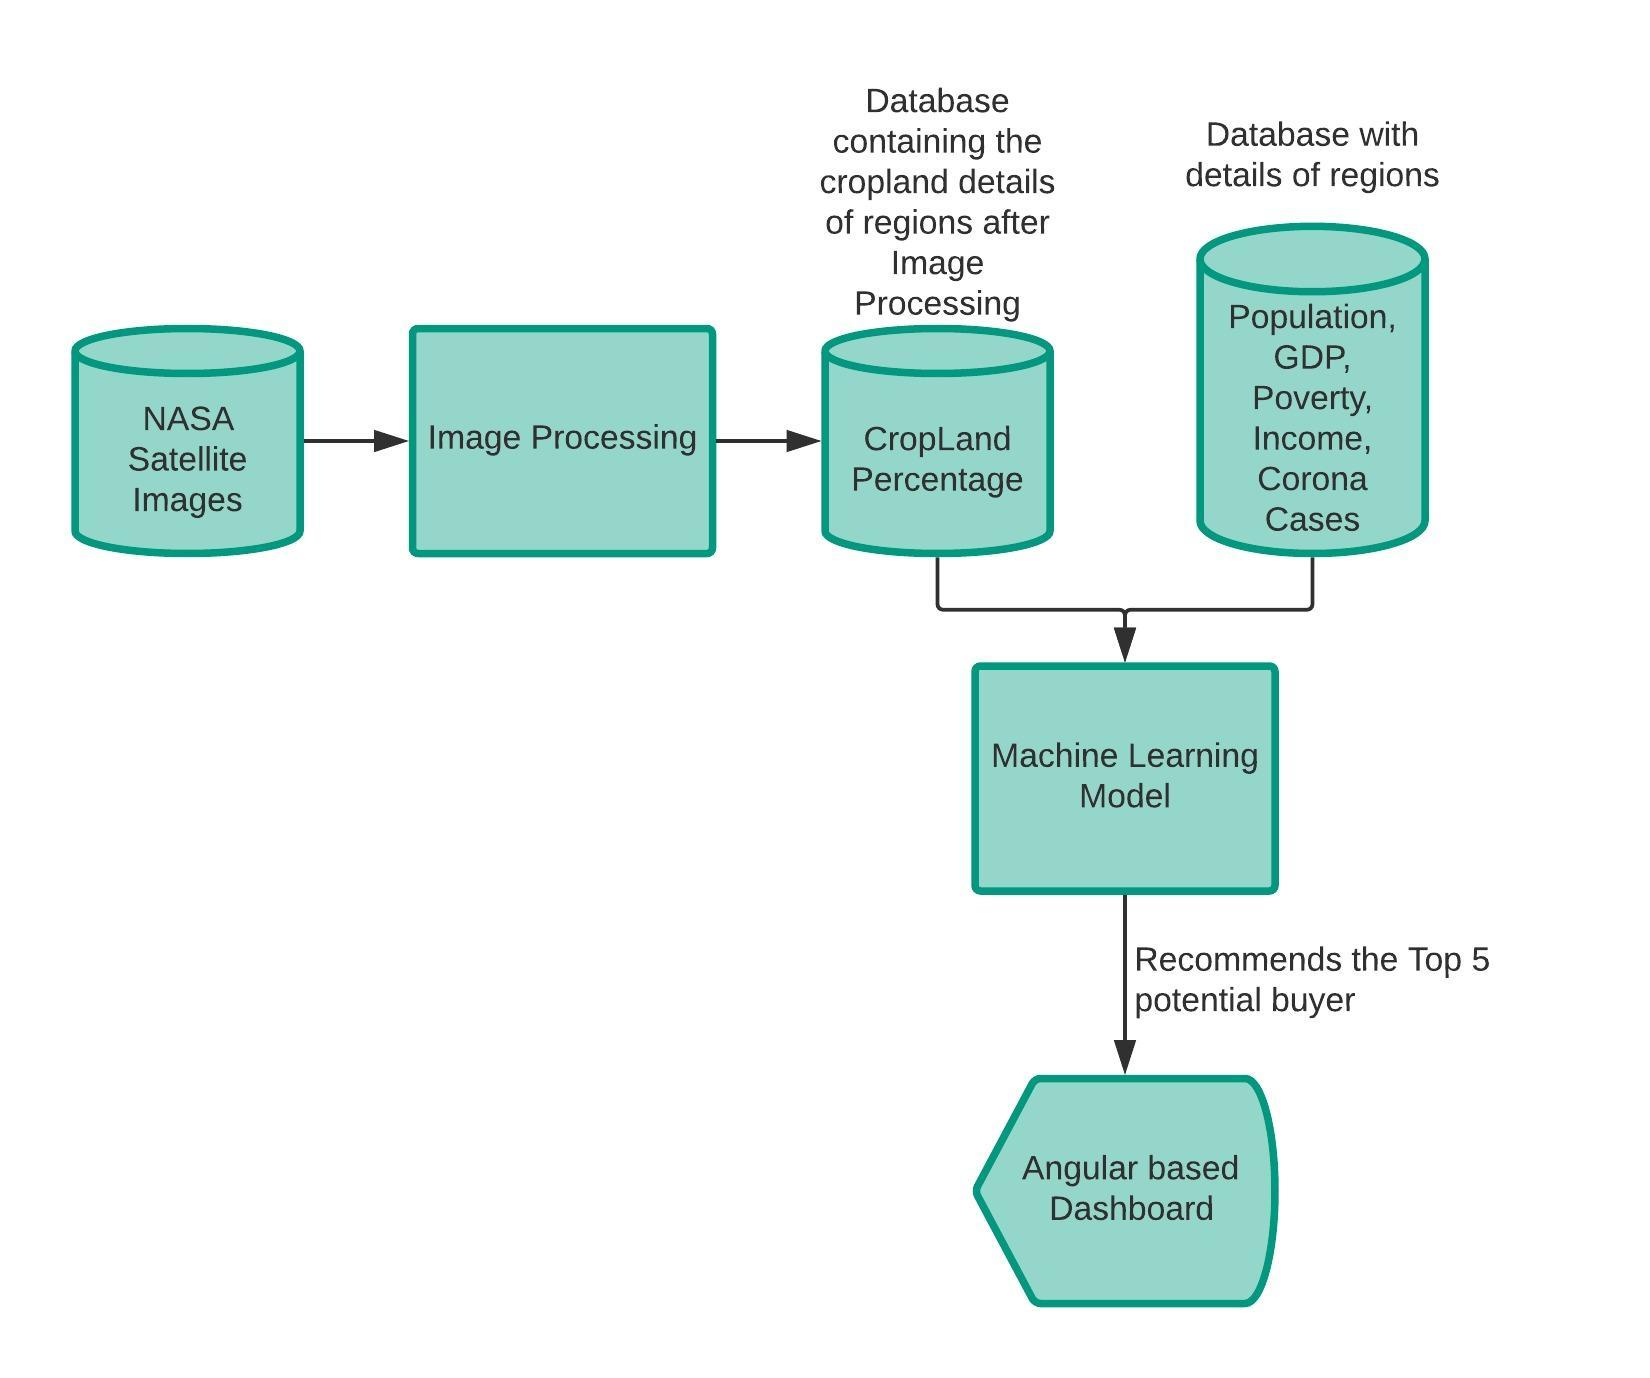 Database
containing the
cropland details
of regions after
Image
Processing
Database with
details of regions
NASA
Satellite
Images
Image Processing
CropLand
Percentage
Population,
GDP,
Poverty,
Income,
Corona
Cases
Machine Learning
Model
Recommends the Top 5
potential buyer
Angular based
Dashboard